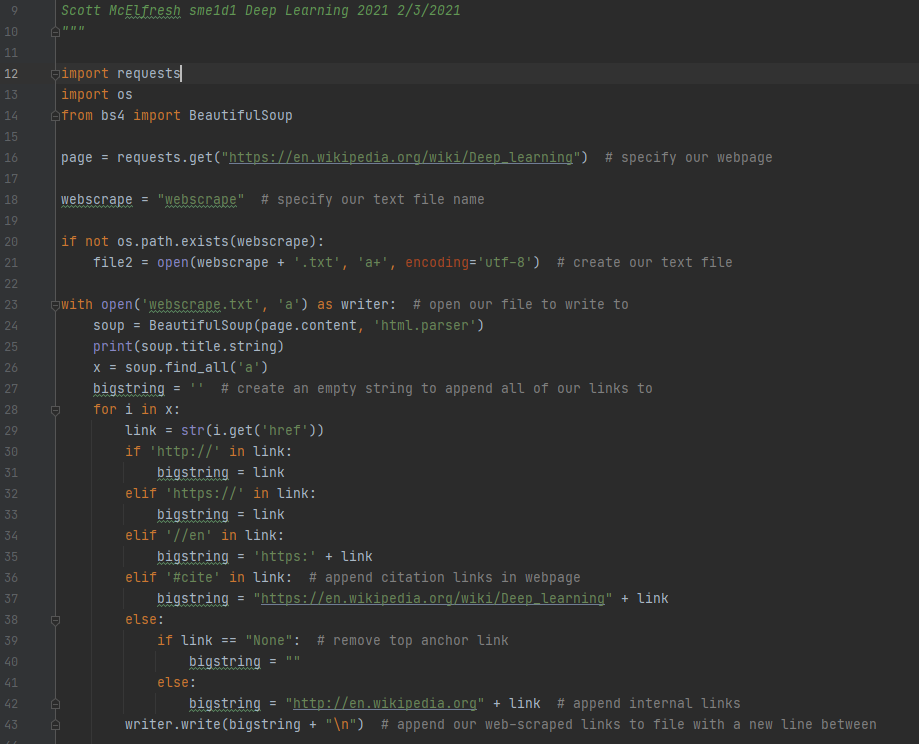 9 Scott McElfresh sme1d1 Deep Learning 2021 2/3/2021
10 """
11
12 import requests
13 import os
14 from bs4 import BeautifulSoup
15
16 page = requests.get("https://en.wikipedia.org/wiki/Deep_learning")  # specify our webpage
17
18 webscrape = "webscrape"  # specify our text file name
19
20 if not os.path.exists(webscrape):
21     file2 = open(webscrape + '.txt', 'a+', encoding='utf-8')  # create our text file
22
23 with open('webscrape.txt', 'a') as writer:  # open our file to write to
24     soup = BeautifulSoup(page.content, 'html.parser')
25     print(soup.title.string)
26     x = soup.find_all('a')
27     bigstring = ''  # create an empty string to append all of our links to
28     for i in x:
29         link = str(i.get('href'))
30         if 'http://' in link:
31             bigstring = link
32         elif 'https://' in link:
33             bigstring = link
34         elif '//en' in link:
35             bigstring = 'https:' + link
36         elif '#cite' in link:  # append citation links in webpage
37             bigstring = "https://en.wikipedia.org/wiki/Deep_learning" + link
38         else:
39             if link == "None":  # remove top anchor link
40                 bigstring = ""
41             else:
42                 bigstring = "http://en.wikipedia.org" + link  # append internal links
43         writer.write(bigstring + "\n")  # append our web-scraped links to file with a new line between